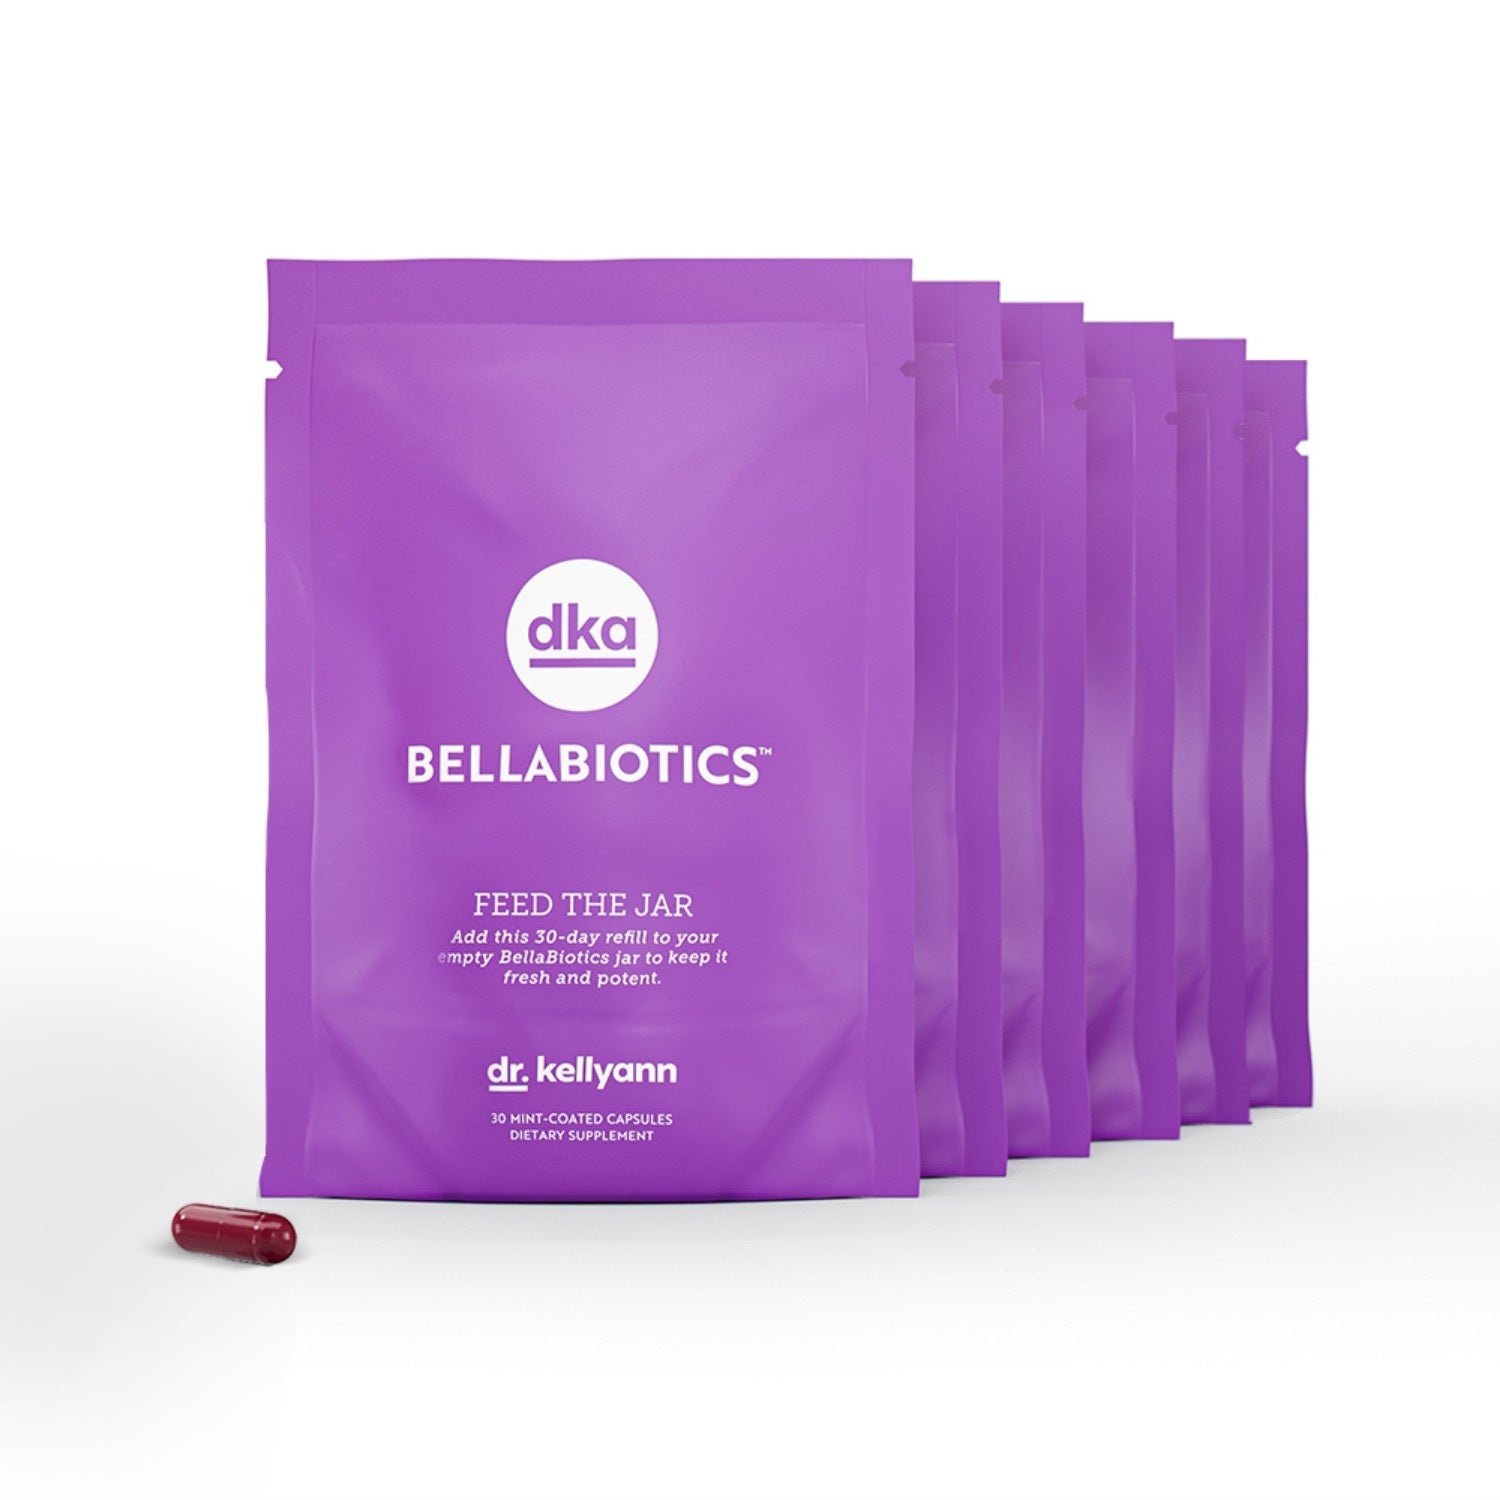 dka
BELLABIOTICS™
FEED THE JAR
Add this 30-day refill to your
empty BellaBiotics jar to keep it
fresh and potent.
dr. kellyann
30 MINT-COATED CAPSULES
DIETARY SUPPLEMENT